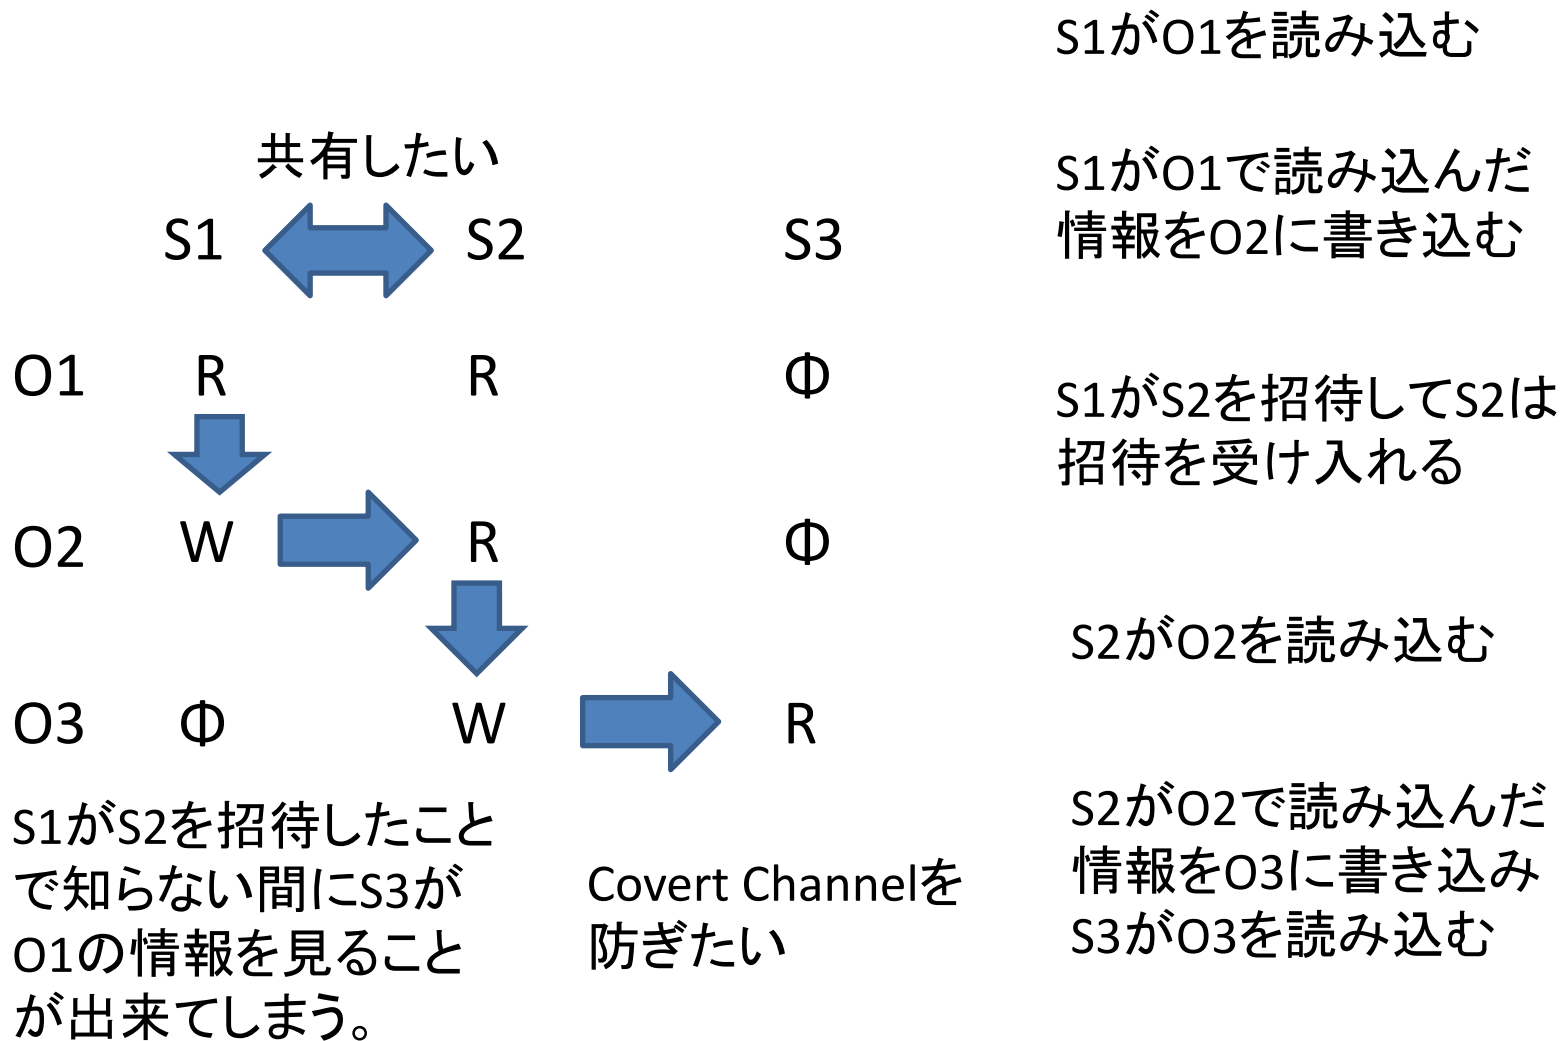 共有したい
S1 S2 S3
O1 R R Φ
O2 W R Φ
O3 Φ W R
S1がS2を招待したこと
で知らない間にS3が
O1の情報を見ること
が出来てしまう。
Covert Channelを
防ぎたい
S1がO1を読み込む
S1がO1で読み込んだ
情報をO2に書き込む
S1がS2を招待してS2は
招待を受け入れる
S2がO2を読み込む
S2がO2で読み込んだ
情報をO3に書き込み
S3がO3を読み込む